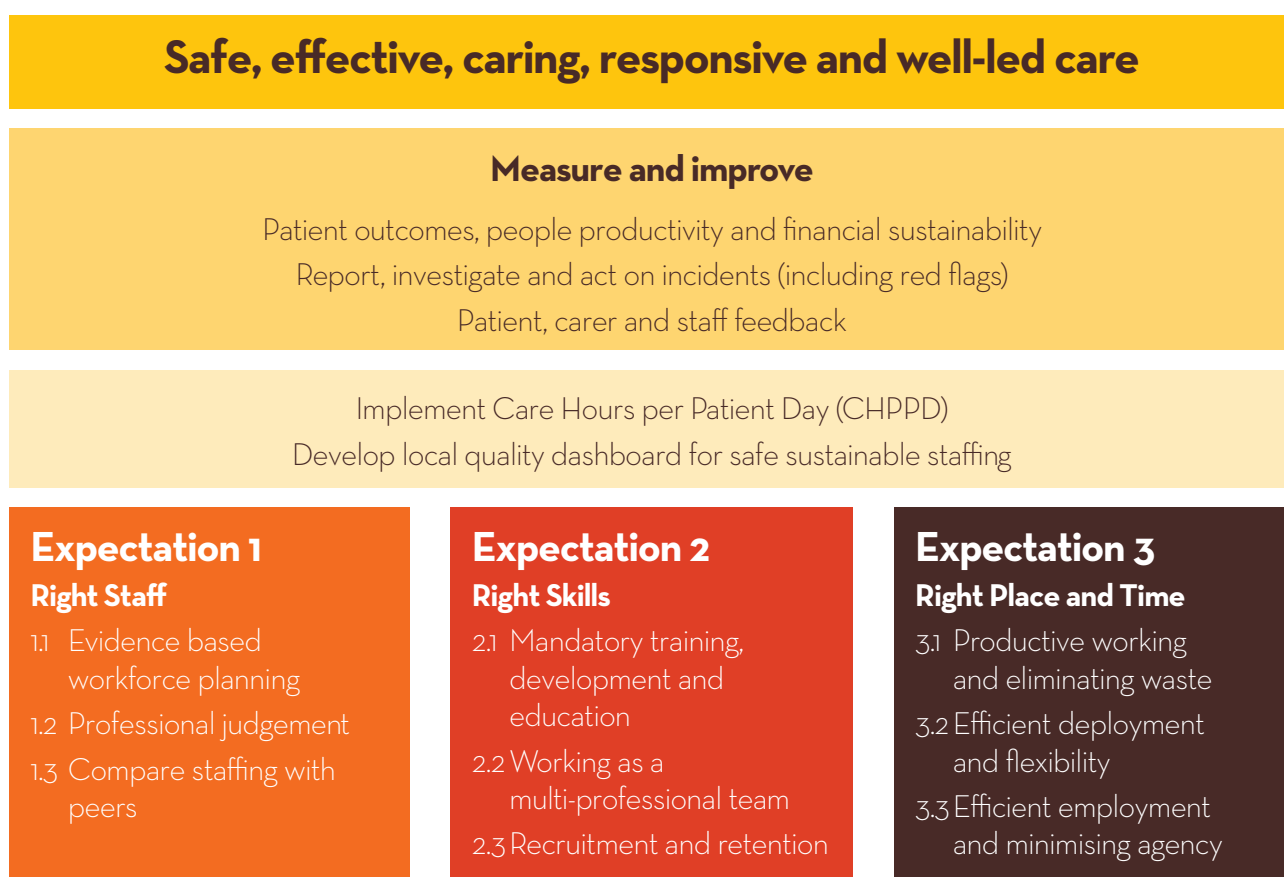 Safe, effective, caring, responsive and well-led care
Measure and improve
Patient outcomes, people productivity and financial sustainability
Report, investigate and act on incidents (including red flags)
Patient, carer and staff feedback
Implement Care Hours per Patient Day (CHPPD)
Develop local quality dashboard for safe sustainable staffing
Expectation 1
Right Staff
1.1 Evidence based
workforce planning
1.2 Professional judgement
1.3 Compare staffing with
peers
Expectation 2
Right Skills
2.1 Mandatory training,
development and
education
2.2 Working as a
multi-professional team
2.3 Recruitment and retention
Expectation 3
Right Place and Time
3.1 Productive working
and eliminating waste
3.2 Efficient deployment
and flexibility
3.3 Efficient employment
and minimising agency